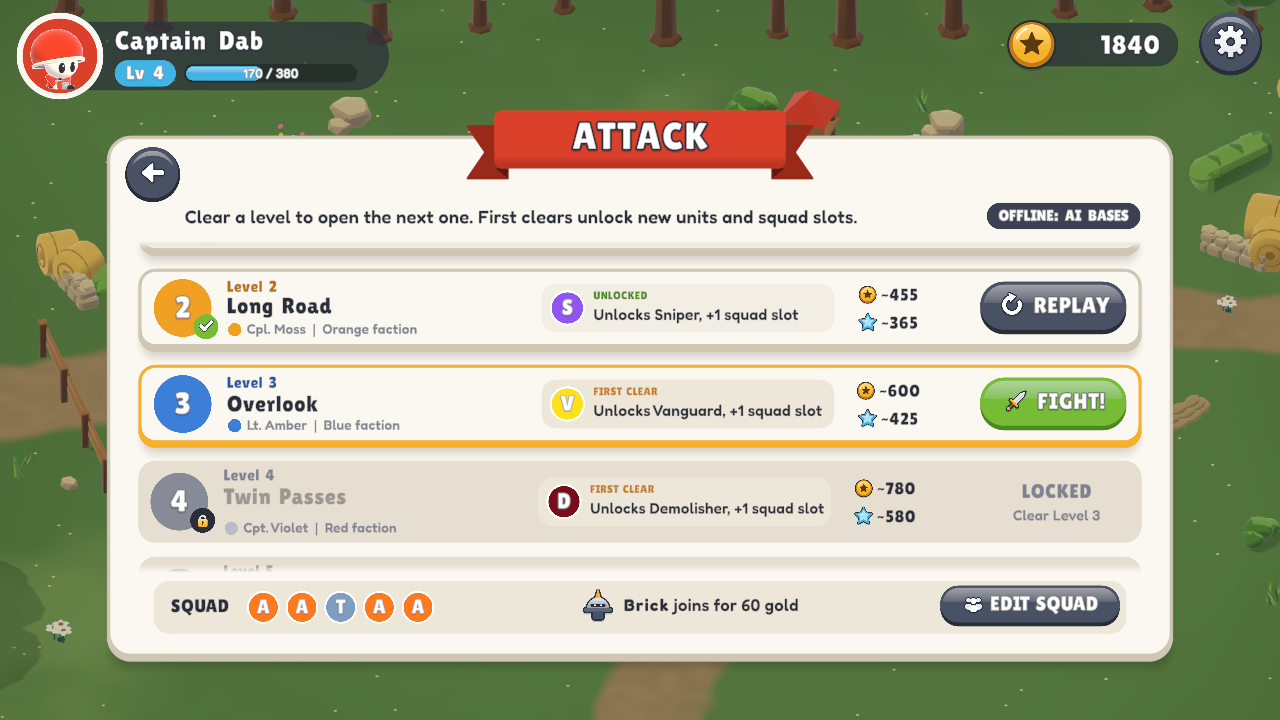 Captain Dab
Lv 4
170 / 380
1840
ATTACK
Clear a level to open the next one. First clears unlock new units and squad slots.
OFFLINE: AI BASES
2
Level 2
Long Road
Cpl. Moss | Orange faction
S
UNLOCKED
Unlocks Sniper, +1 squad slot
~455
~365
REPLAY
3
Level 3
Overlook
Lt. Amber | Blue faction
V
FIRST CLEAR
Unlocks Vanguard, +1 squad slot
~600
~425
FIGHT!
4
Level 4
Twin Passes
Cpt. Violet | Red faction
D
FIRST CLEAR
Unlocks Demolisher, +1 squad slot
~780
~580
LOCKED
Clear Level 3
Level 5
SQUAD
A A T A A
Brick joins for 60 gold
EDIT SQUAD